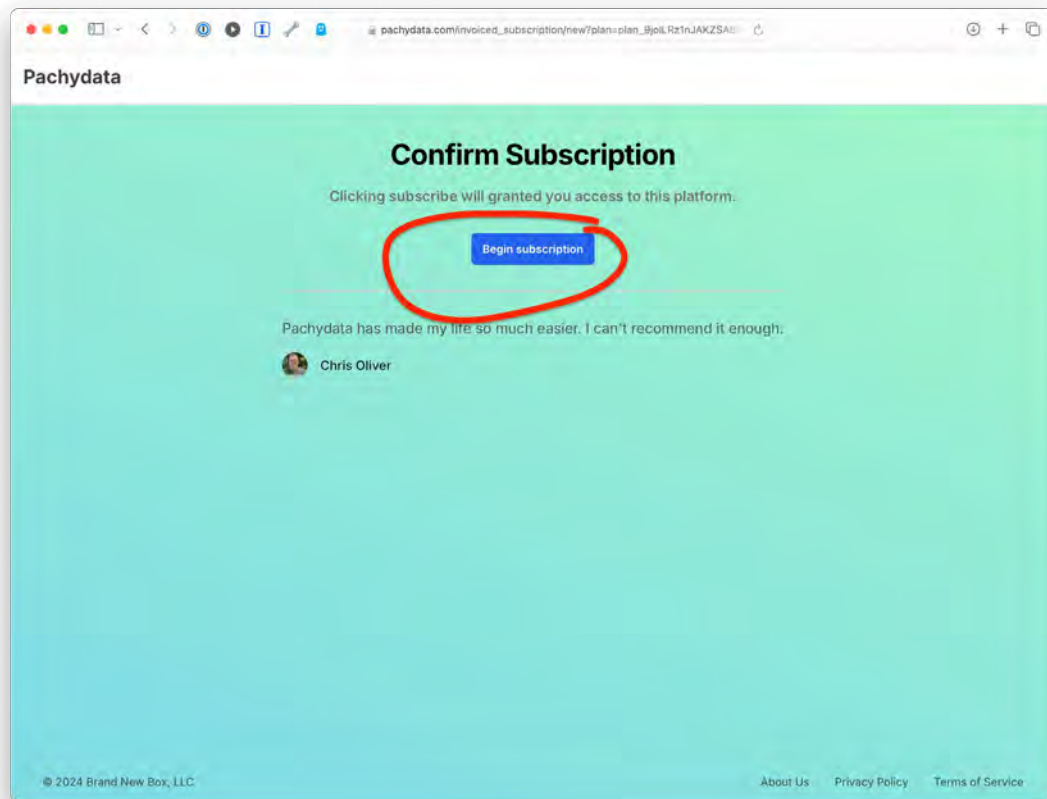 pachydata.com/invoiced_subscription/new?plan=plan_
Pachydata
Confirm Subscription
Clicking subscribe will granted you access to this platform.
Begin subscription
Pachydata has made my life so much easier. I can't recommend it enough.
Chris Oliver
© 2024 Brand New Box, LLC
About Us Privacy Policy Terms of Service